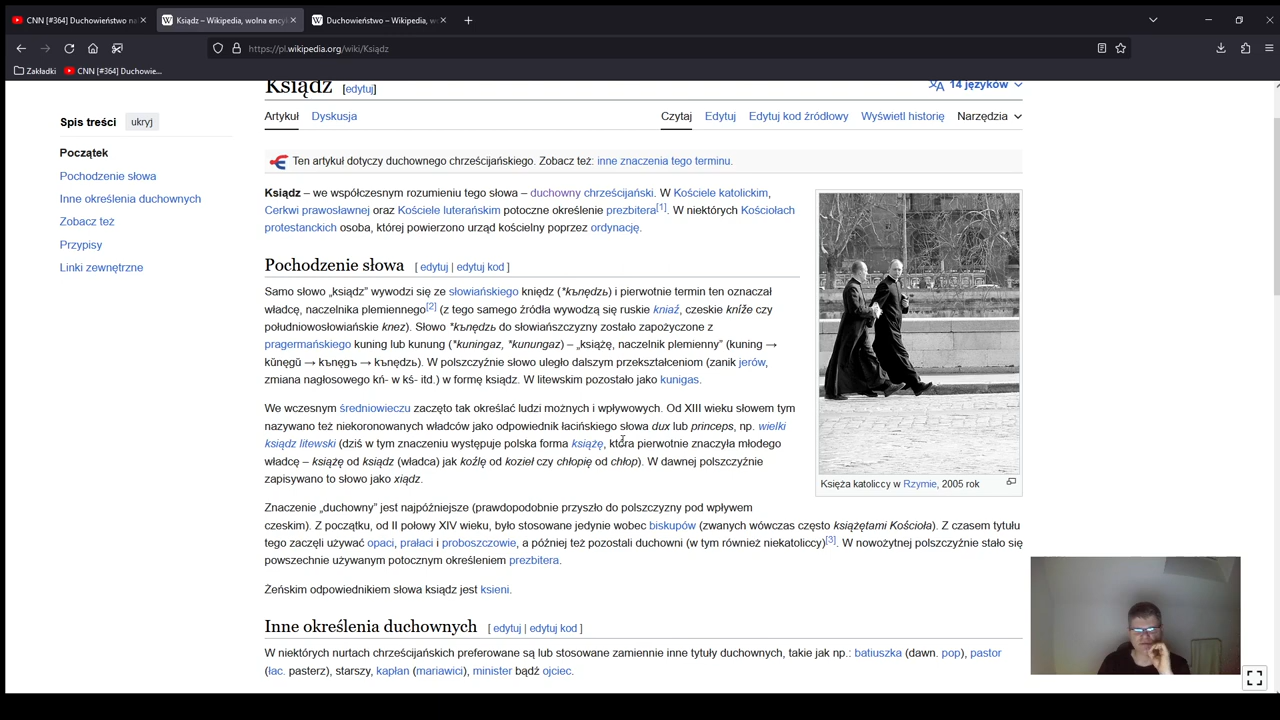 CNN [#364] Duchowieństwo na
Ksiądz – Wikipedia, wolna encyk
Duchowieństwo – Wikipedia, wo
https://pl.wikipedia.org/wiki/Ksiądz
Zakładki
CNN [#364] Duchowie...
Ksiądz [edytuj]
14 języków
Spis treści ukryj
Początek
Pochodzenie słowa
Inne określenia duchownych
Zobacz też
Przypisy
Linki zewnętrzne
Artykuł Dyskusja Czytaj Edytuj Edytuj kod źródłowy Wyświetl historię Narzędzia
Ten artykuł dotyczy duchownego chrześcijańskiego. Zobacz też: inne znaczenia tego terminu.
Ksiądz – we współczesnym rozumieniu tego słowa – duchowny chrześcijański. W Kościele katolickim,
Cerkwi prawosławnej oraz Kościele luterańskim potoczne określenie prezbitera[1]. W niektórych Kościołach
protestanckich osoba, której powierzono urząd kościelny poprzez ordynację.
Pochodzenie słowa [ edytuj | edytuj kod ]
Samo słowo „ksiądz” wywodzi się ze słowiańskiego kniędz (*kъnędzь) i pierwotnie termin ten oznaczał
władcę, naczelnika plemiennego[2] (z tego samego źródła wywodzą się ruskie kniaź, czeskie kníže czy
południowosłowiańskie knez). Słowo *kъnędzь do słowiańszczyzny zostało zapożyczone z
pragermańskiego kuning lub kunung (*kuningaz, *kunungaz) – „książę, naczelnik plemienny” (kuning →
kŭnęgŭ → kъnęgъ → kъnędzь). W polszczyźnie słowo uległo dalszym przekształceniom (zanik jerów,
zmiana nagłosowego kń- w kś- itd.) w formę ksiądz. W litewskim pozostało jako kunigas.
We wczesnym średniowieczu zaczęto tak określać ludzi możnych i wpływowych. Od XIII wieku słowem tym
nazywano też niekoronowanych władców jako odpowiednik łacińskiego słowa dux lub princeps, np. wielki
ksiądz litewski (dziś w tym znaczeniu występuje polska forma książę, która pierwotnie znaczyła młodego
władcę – książę od ksiądz (władca) jak koźlę od kozieł czy chłopię od chłop). W dawnej polszczyźnie
zapisywano to słowo jako xiądz.
Znaczenie „duchowny” jest najpóźniejsze (prawdopodobnie przyszło do polszczyzny pod wpływem
czeskim). Z początku, od II połowy XIV wieku, było stosowane jedynie wobec biskupów (zwanych wówczas często książętami Kościoła). Z czasem tytułu
tego zaczęli używać opaci, prałaci i proboszczowie, a później też pozostali duchowni (w tym również niekatoliccy)[3]. W nowożytnej polszczyźnie stało się
powszechnie używanym potocznym określeniem prezbitera.
Żeńskim odpowiednikiem słowa ksiądz jest ksieni.
Księża katoliccy w Rzymie, 2005 rok
Inne określenia duchownych [ edytuj | edytuj kod ]
W niektórych nurtach chrześcijańskich preferowane są lub stosowane zamiennie inne tytuły duchownych, takie jak np.: batiuszka (dawn. pop), pastor
(łac. pasterz), starszy, kapłan (mariawici), minister bądź ojciec.